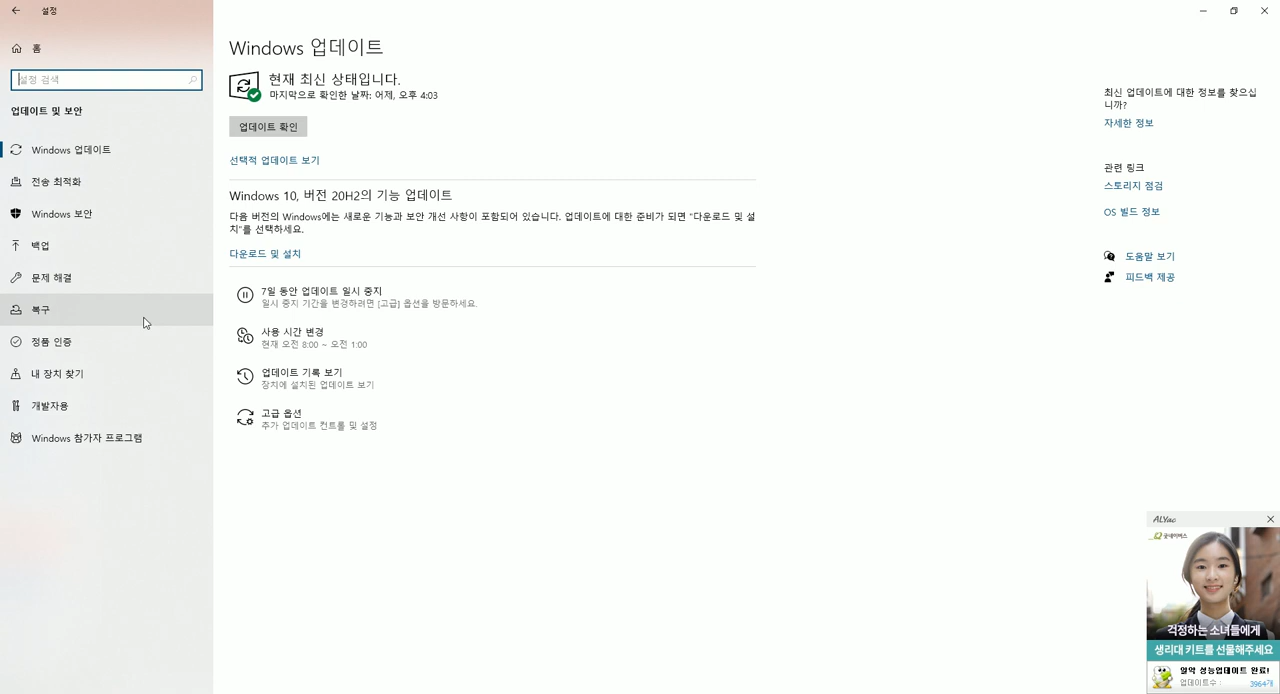 설정
홈
설정 검색
업데이트 및 보안
Windows 업데이트
전송 최적화
Windows 보안
백업
문제 해결
복구
정품 인증
내 장치 찾기
개발자용
Windows 참가자 프로그램
Windows 업데이트
현재 최신 상태입니다.
마지막으로 확인한 날짜: 어제, 오후 4:03
업데이트 확인
선택적 업데이트 보기
Windows 10, 버전 20H2의 기능 업데이트
다음 버전의 Windows에는 새로운 기능과 보안 개선 사항이 포함되어 있습니다. 업데이트에 대한 준비가 되면 "다운로드 및 설
치"를 선택하세요.
다운로드 및 설치
7일 동안 업데이트 일시 중지
일시 중지 기간을 변경하려면 [고급] 옵션을 방문하세요.
사용 시간 변경
현재 오전 8:00 ~ 오전 1:00
업데이트 기록 보기
장치에 설치된 업데이트 보기
고급 옵션
추가 업데이트 컨트롤 및 설정
최신 업데이트에 대한 정보를 찾으십
니까?
자세한 정보
관련 링크
스토리지 점검
OS 빌드 정보
도움말 보기
피드백 제공
ALYac
굿네이버스
걱정하는 소녀들에게
생리대 키트를 선물해주세요
알약 성능업데이트 완료!
업데이트수 : 3964개